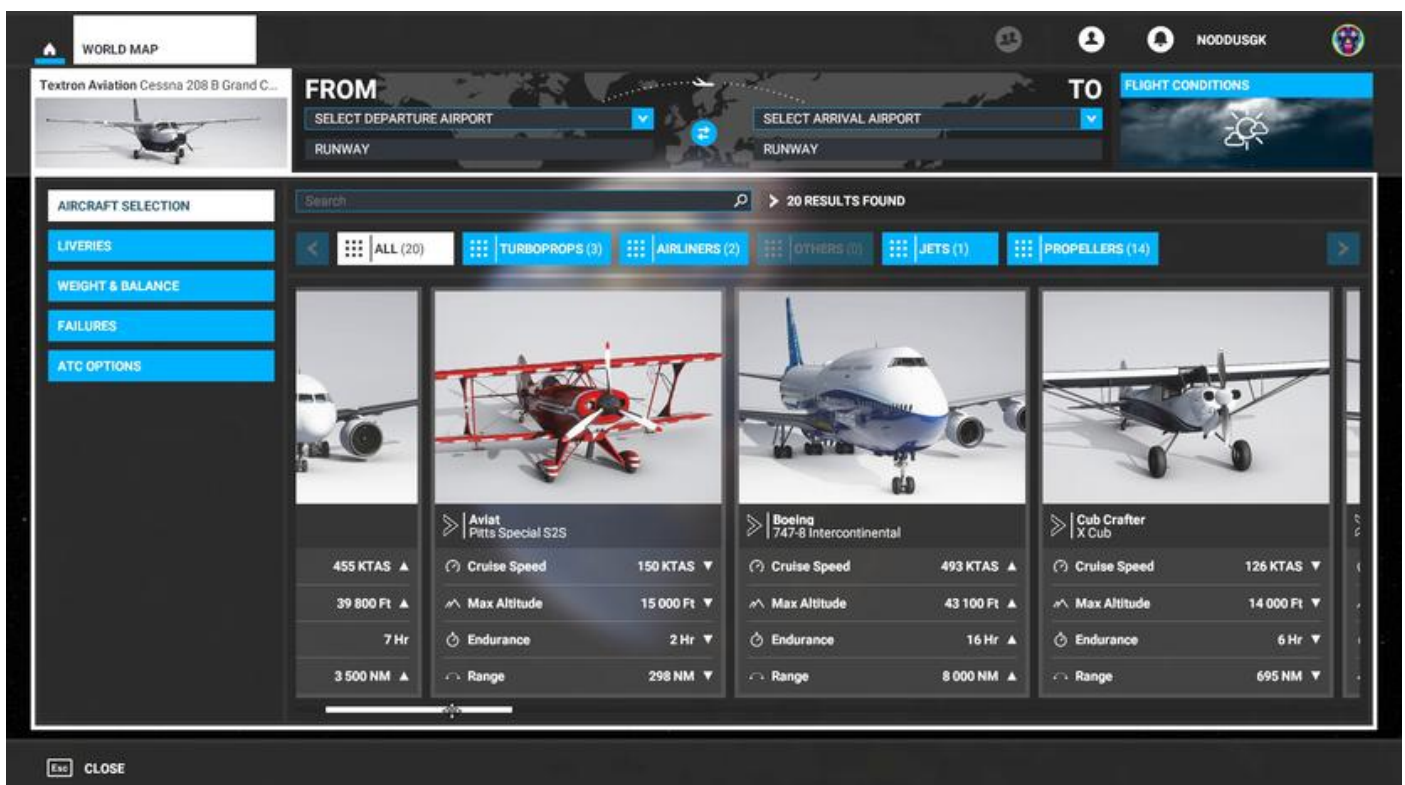 WORLD MAP
NODDUSGK
Textron Aviation Cessna 208 B Grand C...
FROM
SELECT DEPARTURE AIRPORT
RUNWAY
TO
SELECT ARRIVAL AIRPORT
RUNWAY
FLIGHT CONDITIONS
AIRCRAFT SELECTION
LIVERIES
WEIGHT & BALANCE
FAILURES
ATC OPTIONS
Search
20 RESULTS FOUND
ALL (20)
TURBOPROPS (3)
AIRLINERS (2)
OTHERS (0)
JETS (1)
PROPELLERS (14)
455 KTAS
39 800 Ft
7 Hr
3 500 NM
Aviat
Pitts Special S2S
Cruise Speed 150 KTAS
Max Altitude 15 000 Ft
Endurance 2 Hr
Range 298 NM
Boeing
747-8 Intercontinental
Cruise Speed 493 KTAS
Max Altitude 43 100 Ft
Endurance 16 Hr
Range 8 000 NM
Cub Crafter
X Cub
Cruise Speed 126 KTAS
Max Altitude 14 000 Ft
Endurance 6 Hr
Range 695 NM
Esc CLOSE